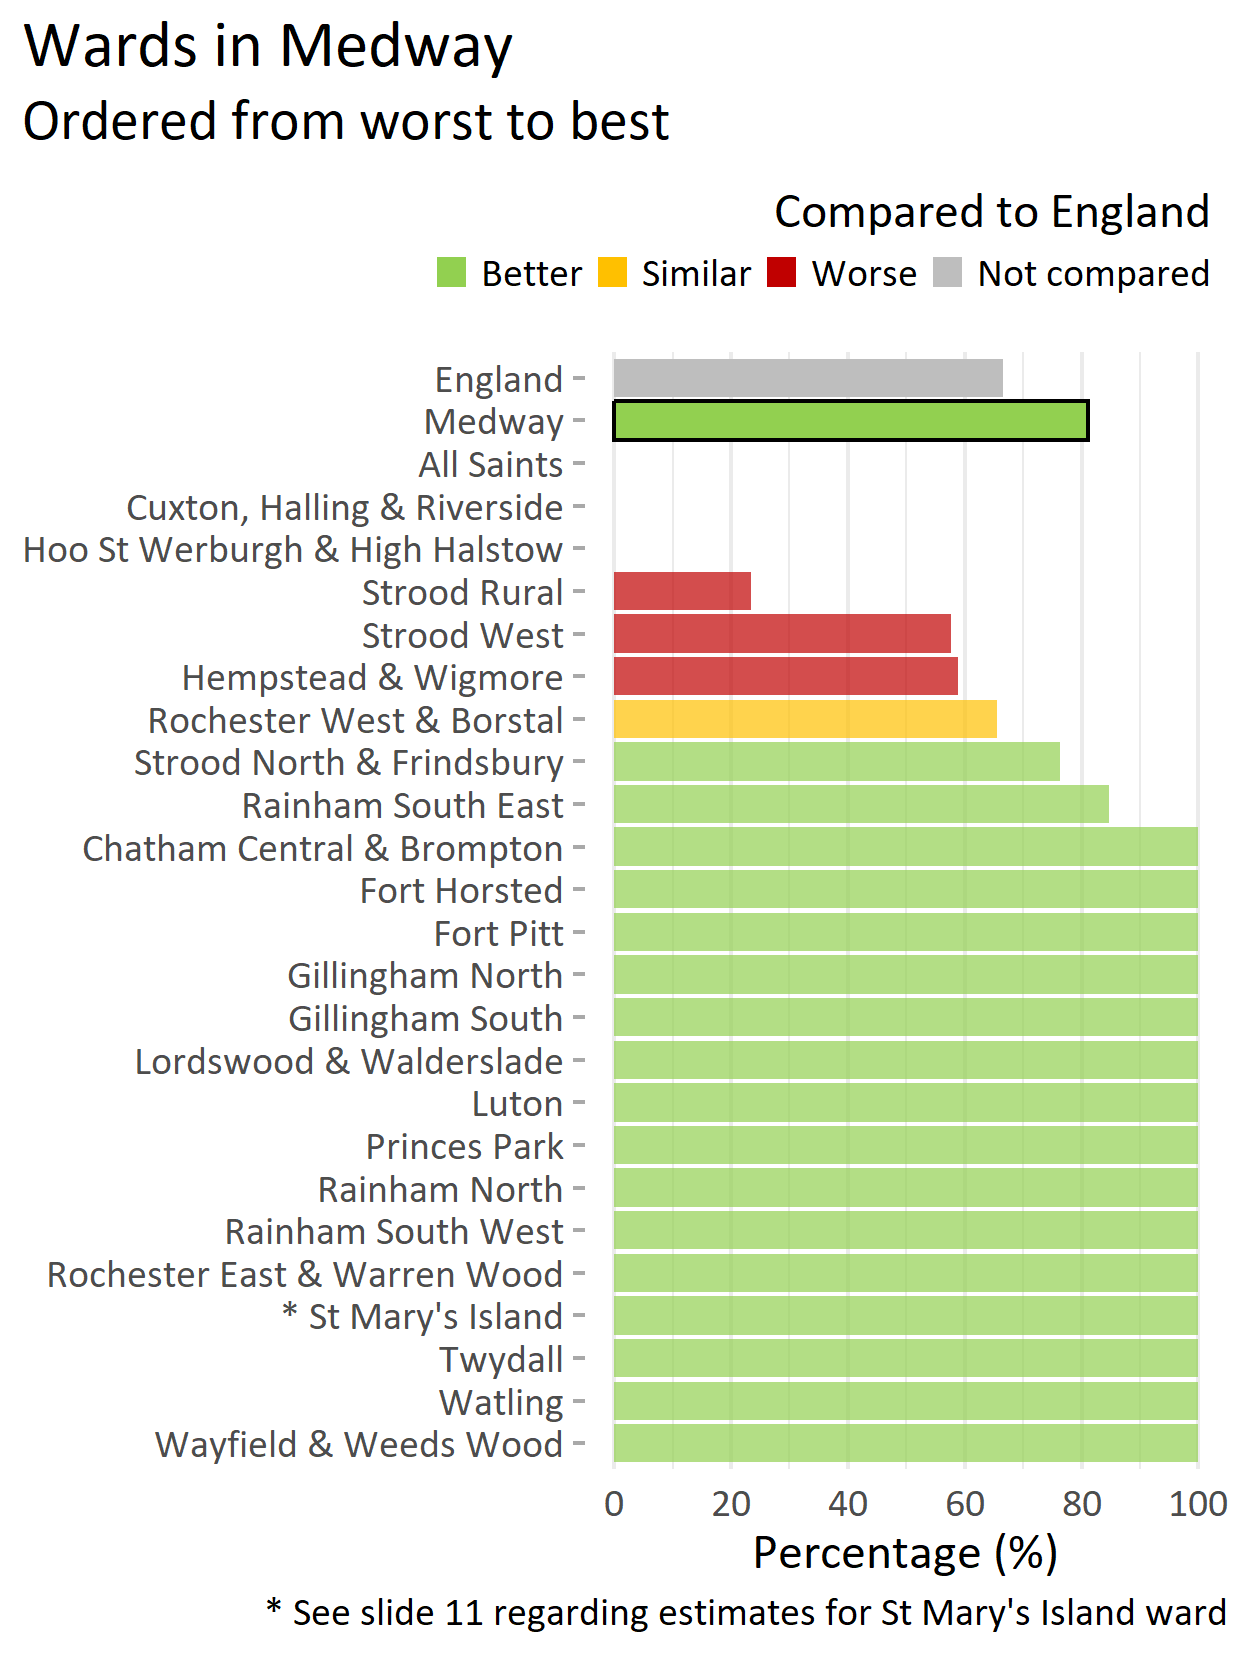 Wards in Medway
Ordered from worst to best
Compared to England
Better Similar Worse Not compared
England
Medway
All Saints
Cuxton, Halling & Riverside
Hoo St Werburgh & High Halstow
Strood Rural
Strood West
Hempstead & Wigmore
Rochester West & Borstal
Strood North & Frindsbury
Rainham South East
Chatham Central & Brompton
Fort Horsted
Fort Pitt
Gillingham North
Gillingham South
Lordswood & Walderslade
Luton
Princes Park
Rainham North
Rainham South West
Rochester East & Warren Wood
* St Mary's Island
Twydall
Watling
Wayfield & Weeds Wood
0 20 40 60 80 100
Percentage (%)
* See slide 11 regarding estimates for St Mary's Island ward